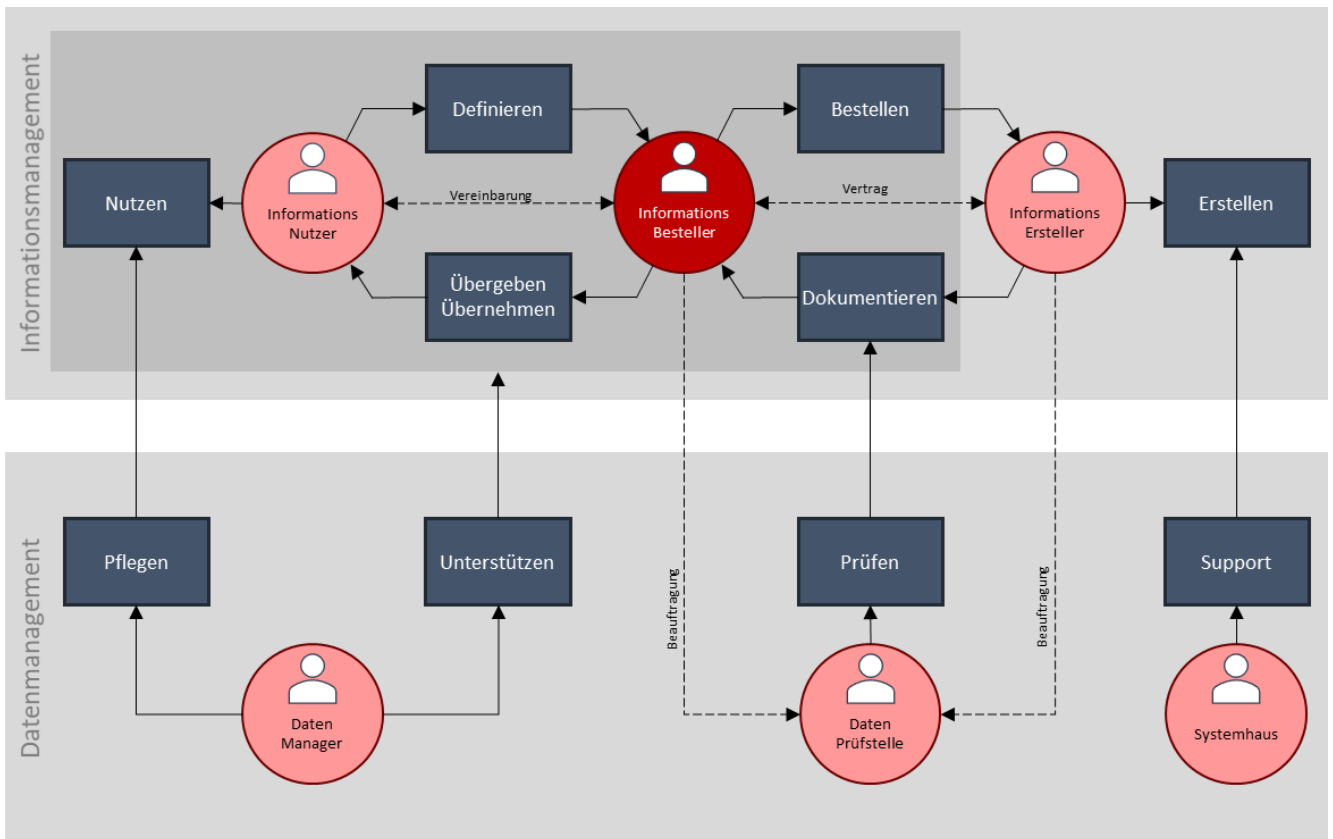 Informationsmanagement
Definieren
Bestellen
Nutzen
Informations
Nutzer
Vereinbarung
Informations
Besteller
Vertrag
Informations
Ersteller
Erstellen
Übergeben
Übernehmen
Dokumentieren
Datenmanagement
Pflegen
Unterstützen
Beauftragung
Prüfen
Beauftragung
Support
Daten
Manager
Daten
Prüfstelle
Systemhaus